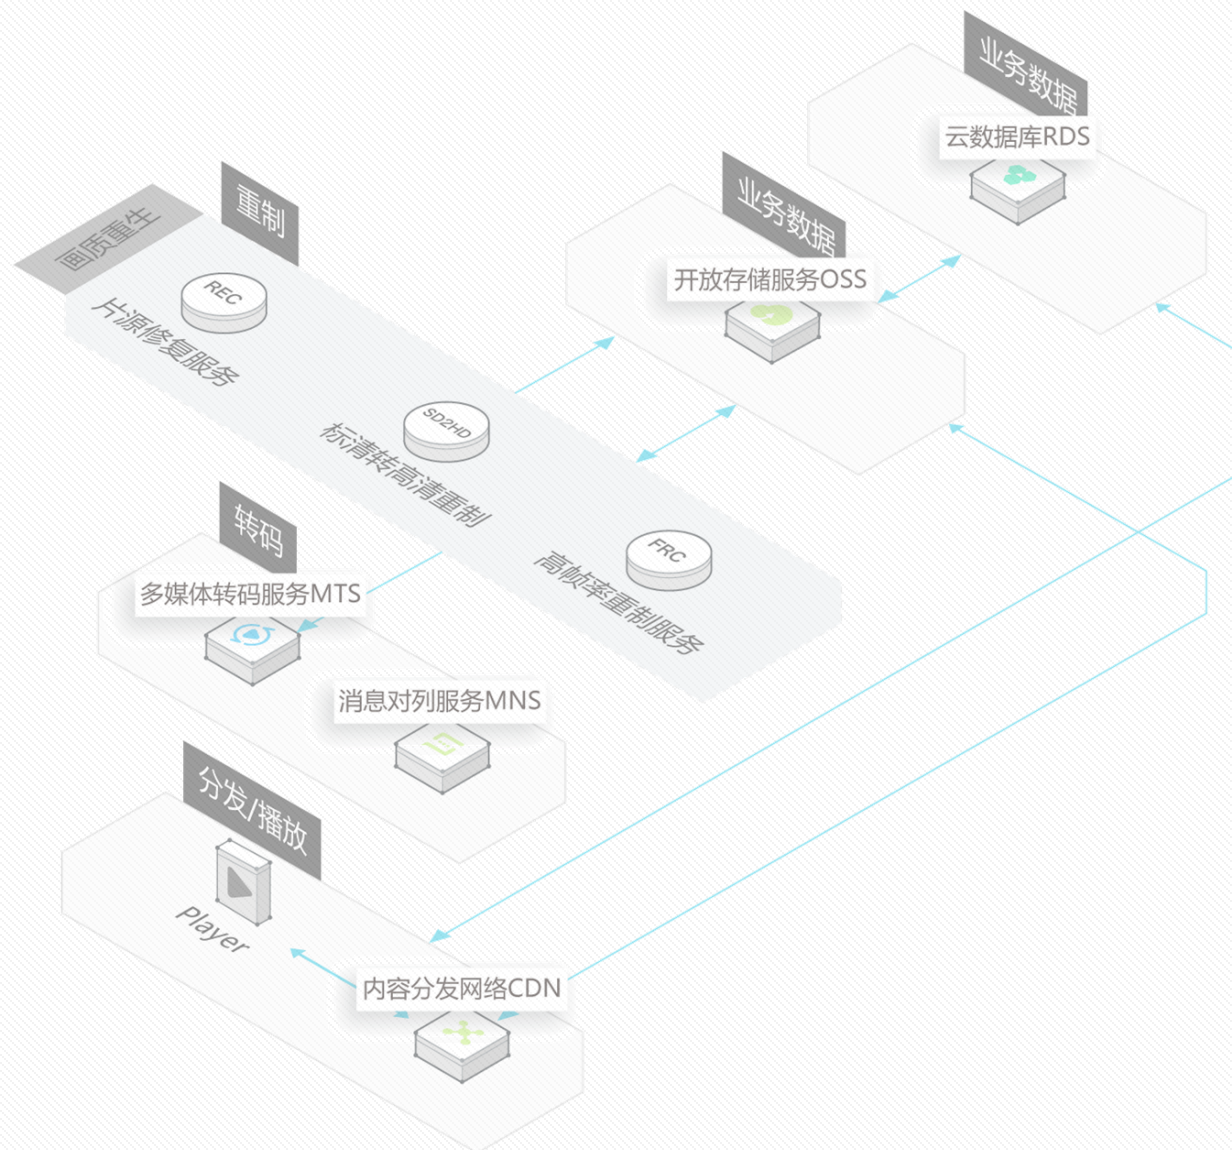 业务数据
云数据库RDS
业务数据
开放存储服务OSS
重制
画质重生
REC
片源修复服务
SD2HD
标清转高清重制
FRC
高帧率重制服务
转码
多媒体转码服务MTS
消息对列服务MNS
分发/播放
Player
内容分发网络CDN